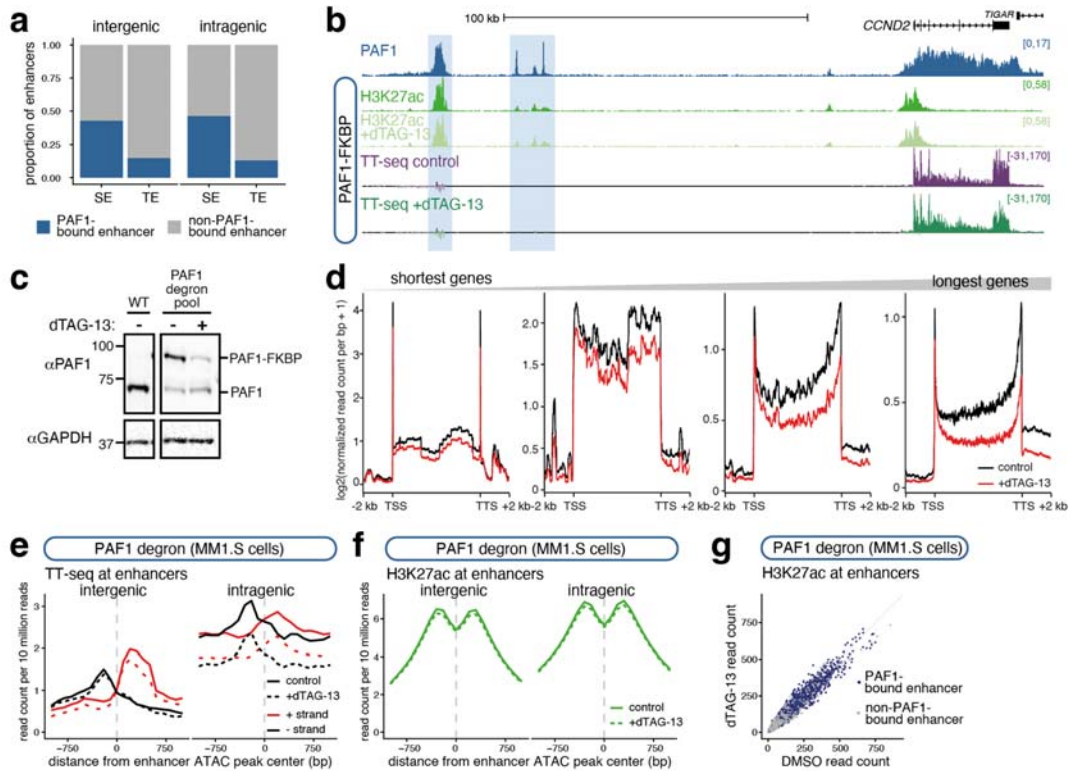 a
intergenic intragenic
proportion of enhancers
1.00
0.75
0.50
0.25
0.00
SE TE SE TE
PAF1-
bound enhancer
non-PAF1-
bound enhancer
b
100 kb
TIGAR
CCND2
PAF1
[0,17]
PAF1-FKBP
H3K27ac
[0,58]
H3K27ac
+dTAG-13
[0,58]
TT-seq control
[-31,170]
TT-seq +dTAG-13
[-31,170]
c
PAF1
degron
pool
WT
dTAG-13: - - +
100
αPAF1
PAF1-FKBP
75
PAF1
αGAPDH
37
d
shortest genes longest genes
log2(normalized read count per bp + 1)
4
3
2
1
0
2.0
1.5
1.0
0.5
0
1.0
0.5
0
1.0
0.5
0
control
+dTAG-13
-2 kb TSS TTS +2 kb -2 kb TSS TTS +2 kb -2 kb TSS TTS +2 kb -2 kb TSS TTS +2 kb
e
PAF1 degron (MM1.S cells)
TT-seq at enhancers
intergenic intragenic
read count per 10 million reads
3
2
1
0
control
+dTAG-13
+ strand
- strand
-750 0 750 -750 0 750
distance from enhancer ATAC peak center (bp)
f
PAF1 degron (MM1.S cells)
H3K27ac at enhancers
intergenic intragenic
read count per 10 million reads
6
4
2
0
control
+dTAG-13
-750 0 750 -750 0 750
distance from enhancer ATAC peak center (bp)
g
PAF1 degron (MM1.S cells)
H3K27ac at enhancers
dTAG-13 read count
750
500
250
0
PAF1-
bound enhancer
non-PAF1-
bound enhancer
0 250 500 750
DMSO read count